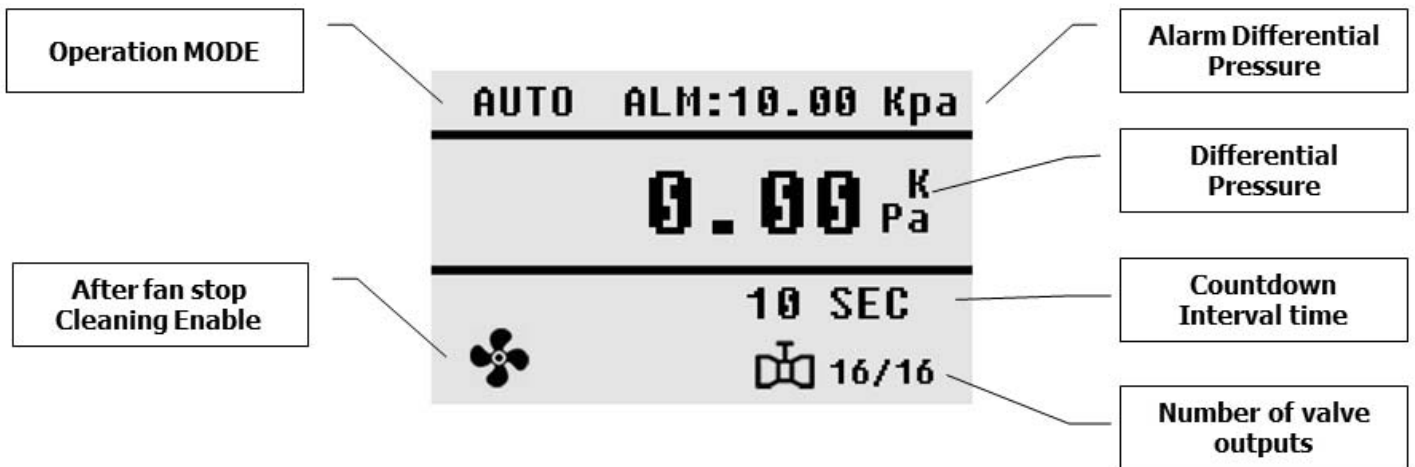 Operation MODE
Alarm Differential
Pressure
AUTO ALM:10.00 Kpa
Differential
Pressure
0.00 K
Pa
After fan stop
Cleaning Enable
10 SEC
Countdown
Interval time
16/16
Number of valve
outputs